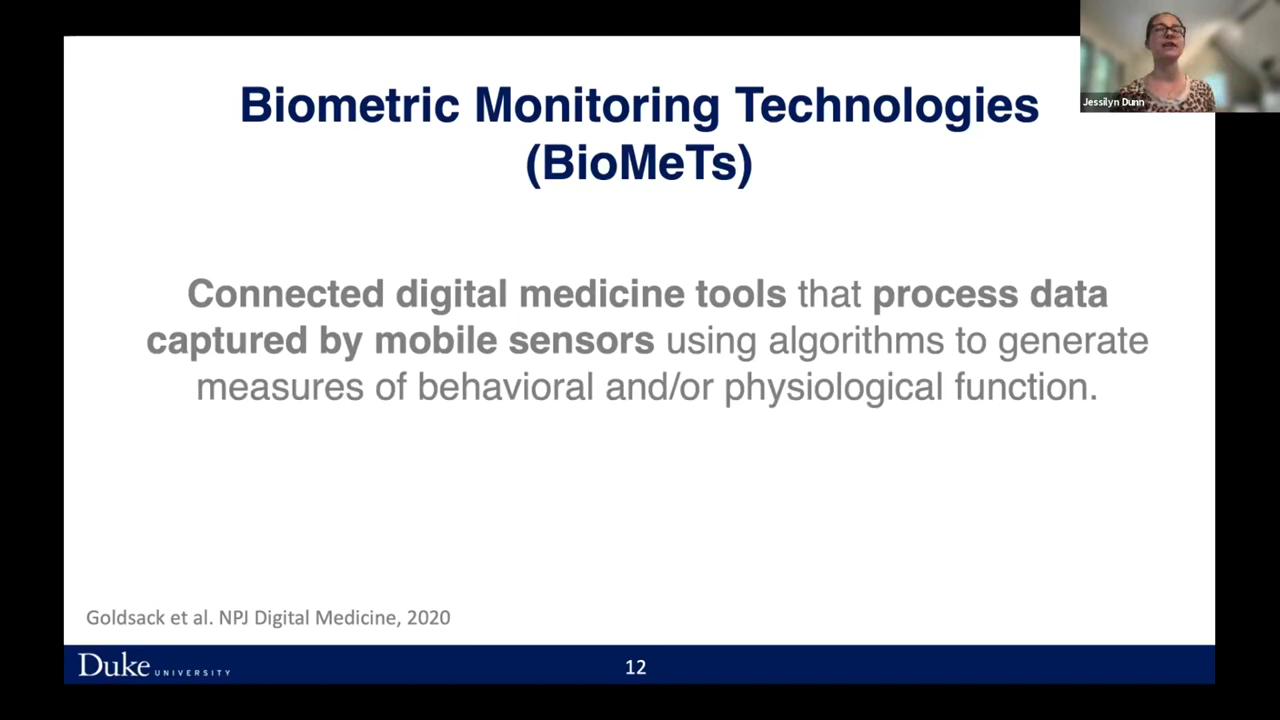 Biometric Monitoring Technologies
(BioMeTs)
Jessilyn Dunn
Connected digital medicine tools that process data
captured by mobile sensors using algorithms to generate
measures of behavioral and/or physiological function.
Goldsack et al. NPJ Digital Medicine, 2020
Duke UNIVERSITY
12